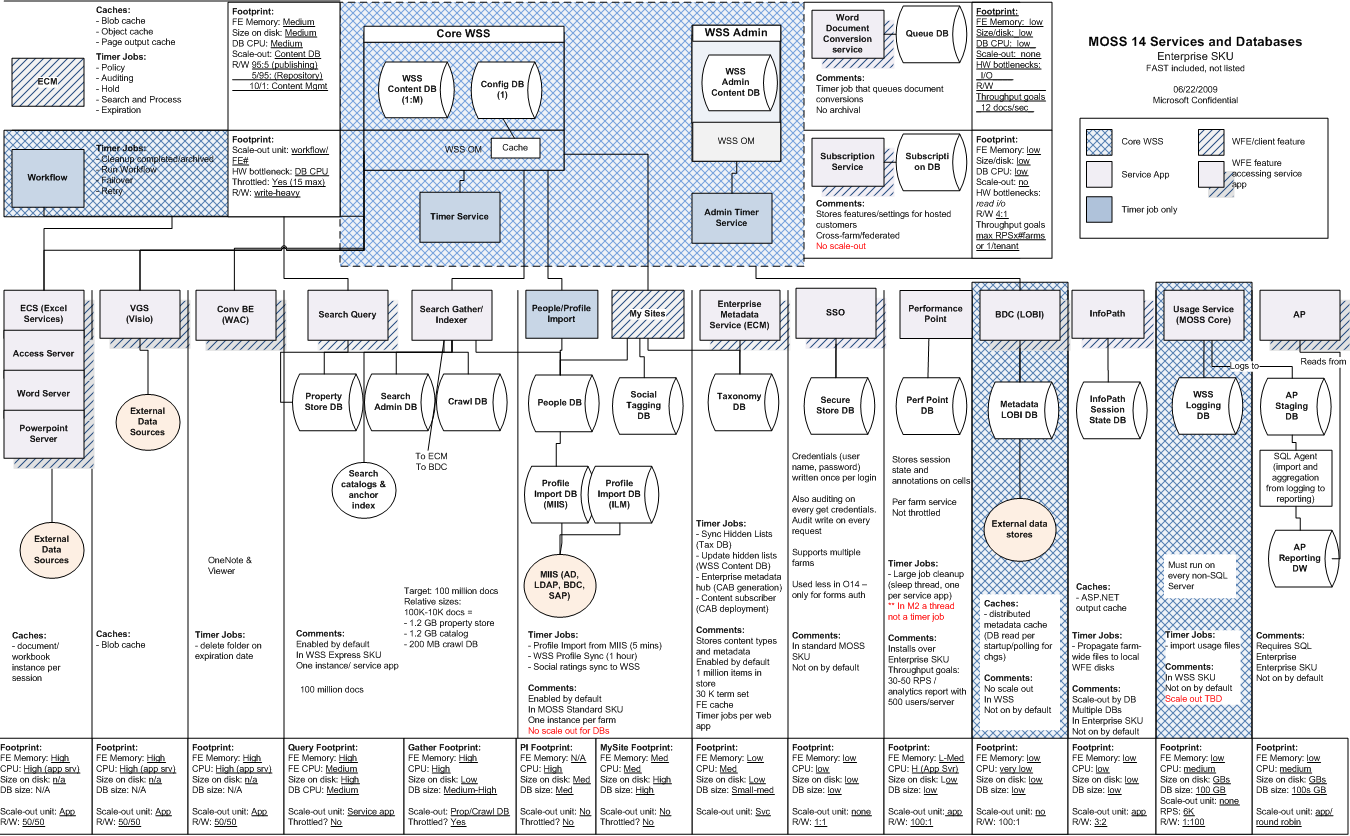 Caches:
- Blob cache
- Object cache
- Page output cache
Timer Jobs:
- Policy
- Auditing
- Hold
- Search and Process
- Expiration
ECM
Footprint:
FE Memory: Medium
Size on disk: Medium
DB CPU: Medium
Scale-out: Content DB
R/W 95:5 (publishing)
5/95: (Repository)
10/1: Content Mgmt
Workflow
Timer Jobs:
- Cleanup completed/archived
- Run Workflow
- Failover
- Retry
Footprint:
Scale-out unit: workflow/
FE#
HW bottleneck: DB CPU
Throttled: Yes (15 max)
R/W: write-heavy
Core WSS
WSS
Content DB
(1:M)
Config DB
(1)
WSS OM
Cache
Timer Service
WSS Admin
WSS
Admin
Content DB
WSS OM
Admin Timer
Service
Word
Document
Conversion
service
Queue DB
Comments:
Timer job that queues document
conversions
No archival
Footprint:
FE Memory: low
Size/disk: low
DB CPU: low
Scale-out: none
HW bottlenecks:
I/O
R/W
Throughput goals
12 docs/sec
Subscription
Service
Subscripti
on DB
Comments:
Stores features/settings for hosted
customers
Cross-farm/federated
No scale-out
Footprint:
FE Memory: low
Size/disk: low
DB CPU: low
Scale-out: no
HW bottlenecks:
read i/o
R/W 4:1
Throughput goals
max RPSx#farms
or 1/tenant
MOSS 14 Services and Databases
Enterprise SKU
FAST included, not listed
06/22/2009
Microsoft Confidential
Core WSS
Service App
Timer job only
WFE/client feature
WFE feature
accessing service
app
ECS (Excel
Services)
Access Server
Word Server
Powerpoint
Server
External
Data
Sources
Caches:
- document/
workbook
instance per
session
VGS
(Visio)
External
Data
Sources
Caches:
- Blob cache
Conv BE
(WAC)
OneNote &
Viewer
Timer Jobs:
- delete folder on
expiration date
Search Query
Property
Store DB
Search
Admin DB
Search
catalogs &
anchor
index
Comments:
Enabled by default
In WSS Express SKU
One instance/ service app
100 million docs
Search Gather/
Indexer
Crawl DB
To ECM
To BDC
Target: 100 million docs
Relative sizes:
100K-10K docs =
- 1.2 GB property store
- 1.2 GB catalog
- 200 MB crawl DB
People/Profile
Import
People DB
Profile
Import DB
(MIIS)
Profile
Import DB
(ILM)
MIIS (AD,
LDAP, BDC,
SAP)
Timer Jobs:
- Profile Import from MIIS (5 mins)
- WSS Profile Sync (1 hour)
- Social ratings sync to WSS
Comments:
Enabled by default
In MOSS Standard SKU
One instance per farm
No scale out for DBs
My Sites
Social
Tagging
DB
Enterprise
Metadata
Service (ECM)
Taxonomy
DB
Timer Jobs:
- Sync Hidden Lists
(Tax DB)
- Update hidden lists
(WSS Content DB)
- Enterprise metadata
hub (CAB generation)
- Content subscriber
(CAB deployment)
Comments:
Stores content types
and metadata
Enabled by default
1 million items in
store
30 K term set
FE cache
Timer jobs per web
app
SSO
Secure
Store DB
Credentials (user
name, password)
written once per login
Also auditing on
every get credentials.
Audit write on every
request
Supports multiple
farms
Used less in O14 –
only for forms auth
Comments:
In standard MOSS
SKU
Not on by default
Performance
Point
Perf Point
DB
Stores session
state and
annotations on cells
Per farm service
Not throttled
Timer Jobs:
- Large job cleanup
(sleep thread, one
per service app)
** In M2 a thread
not a timer job
Comments:
Installs over
Enterprise SKU
Throughput goals:
30-50 RPS /
analytics report with
500 users/server
BDC (LOBI)
Metadata
LOBI DB
External data
stores
Caches:
- distributed
metadata cache
(DB read per
startup/polling for
chgs)
Comments:
No scale out
In WSS
Not on by default
InfoPath
InfoPath
Session
State DB
Caches:
- ASP.NET
output cache
Timer Jobs:
- Propagate farm-
wide files to local
WFE disks
Comments:
Scale-out by DB
Multiple DBs
In Enterprise SKU
Not on by default
Usage Service
(MOSS Core)
Logs to
WSS
Logging
DB
Must run on
every non-SQL
Server
Timer Jobs:
- import usage files
Comments:
In WSS SKU
Not on by default
Scale out TBD
AP
Reads from
AP
Staging
DB
SQL Agent
(import and
aggregation
from logging to
reporting)
AP
Reporting
DW
Comments:
Requires SQL
Enterprise
Enterprise SKU
Not on by default
Footprint:
FE Memory: High
CPU: High (app srv)
Size on disk: n/a
DB size: N/A
Scale-out unit: App
R/W: 50/50
Footprint:
FE Memory: High
CPU: High (app srv)
Size on disk: n/a
DB size: N/A
Scale-out unit: App
R/W: 50/50
Footprint:
FE Memory: High
CPU: High (app srv)
Size on disk: n/a
DB size: N/A
Scale-out unit: App
R/W: 50/50
Query Footprint:
FE Memory: High
FE CPU: Medium
Size on disk: High
DB CPU: Medium
Scale-out unit: Service app
Throttled? No
Gather Footprint:
FE Memory: High
CPU: High
Size on disk: Low
DB size: Medium-High
Scale-out: Prop/Crawl DB
Throttled? Yes
PI Footprint:
FE Memory: N/A
CPU: High
Size on disk: Med
DB size: Med
Scale-out unit: No
Throttled? No
MySite Footprint:
FE Memory: Med
CPU: Med
Size on disk: High
DB size: High
Scale-out unit: No
Throttled? No
Footprint:
FE Memory: Low
CPU: Med
Size on disk: Low
DB size: Small-med
Scale-out unit: Svc
Footprint:
FE Memory: low
CPU: low
Size on disk: low
DB size: low
Scale-out unit: none
R/W: 1:1
Footprint:
FE Memory: L-Med
CPU: H (App Svr)
Size on disk: Low
DB size: low
Scale-out unit: app
R/W: 100:1
Footprint:
FE Memory: low
CPU: very low
Size on disk: low
DB size: low
Scale-out unit: no
R/W: 100:1
Footprint:
FE Memory: low
CPU: low
Size on disk: low
DB size: low
Scale-out unit: app
R/W: 3:2
Footprint:
FE Memory: low
CPU: medium
Size on disk: GBs
DB size: 100 GB
Scale-out unit: none
RPS: 6K
R/W: 1:100
Footprint:
FE Memory: low
CPU: medium
Size on disk: GBs
DB size: 100s GB
Scale-out unit: app/
round robin